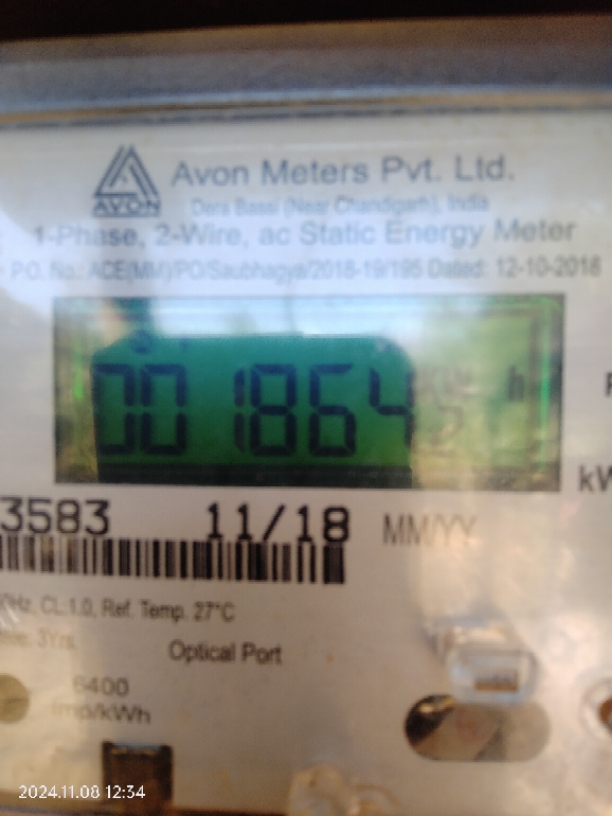 AVON
Avon Meters Pvt. Ltd.
Dera Bassi (Near Chandigarh), India
1-Phase, 2-Wire, ac Static Energy Meter
P.O. No.: ACE(MM)/PO/Saubhagya/2018-19/195 Dated: 12-10-2018
001864
h
3583 11/18 MM/YY
CL:1.0, Ref. Temp. 27°C
3Yrs.
Optical Port
6400
imp/kWh
2024.11.08 12:34